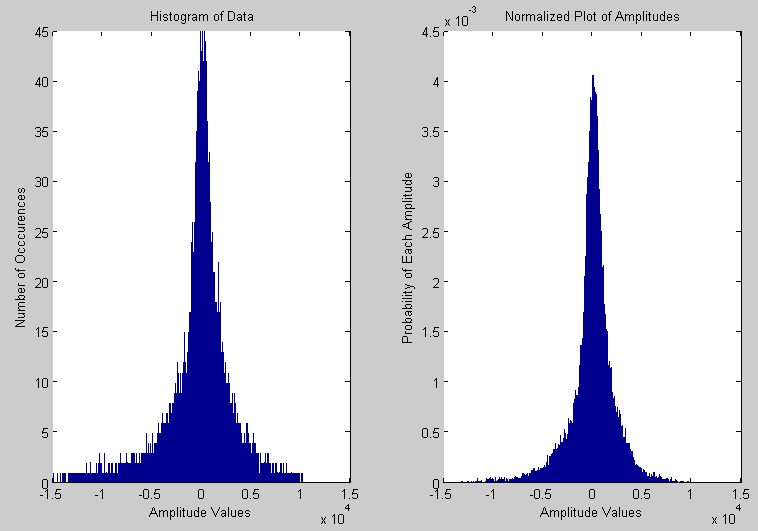 Histogram of Data
45
40
35
30
25
20
15
10
5
0
Number of Occcurences
-1.5 -1 -0.5 0 0.5 1 1.5
Amplitude Values
x 10 4
Normalized Plot of Amplitudes
x 10 -3
4.5
4
3.5
3
2.5
2
1.5
1
0.5
0
Probability of Each Amplitude
-1.5 -1 -0.5 0 0.5 1 1.5
Amplitude Values
x 10 4